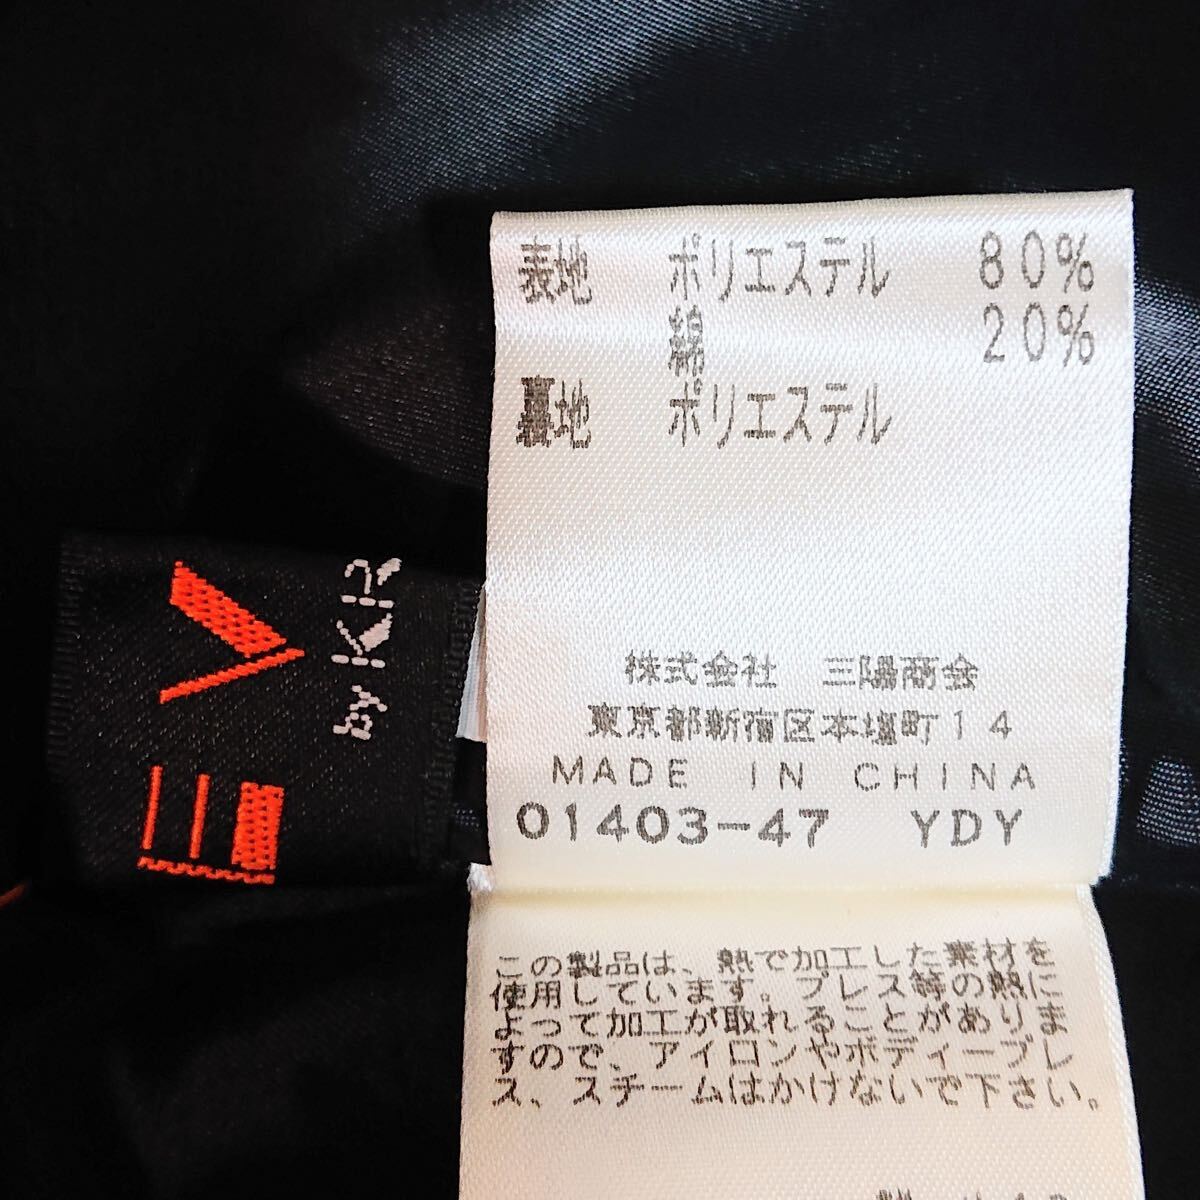 表地 ポリエステル 80%
綿 20%
裏地 ポリエステル
株式会社 三陽商会
東京都新宿区本塩町14
MADE IN CHINA
01403-47 YDY
EV
by KR
この製品は、熱で加工した素材を
使用しています。プレス等の熱に
よって加工が取れることがありま
すので、アイロンやボディープレ
ス、スチームはかけないで下さい。